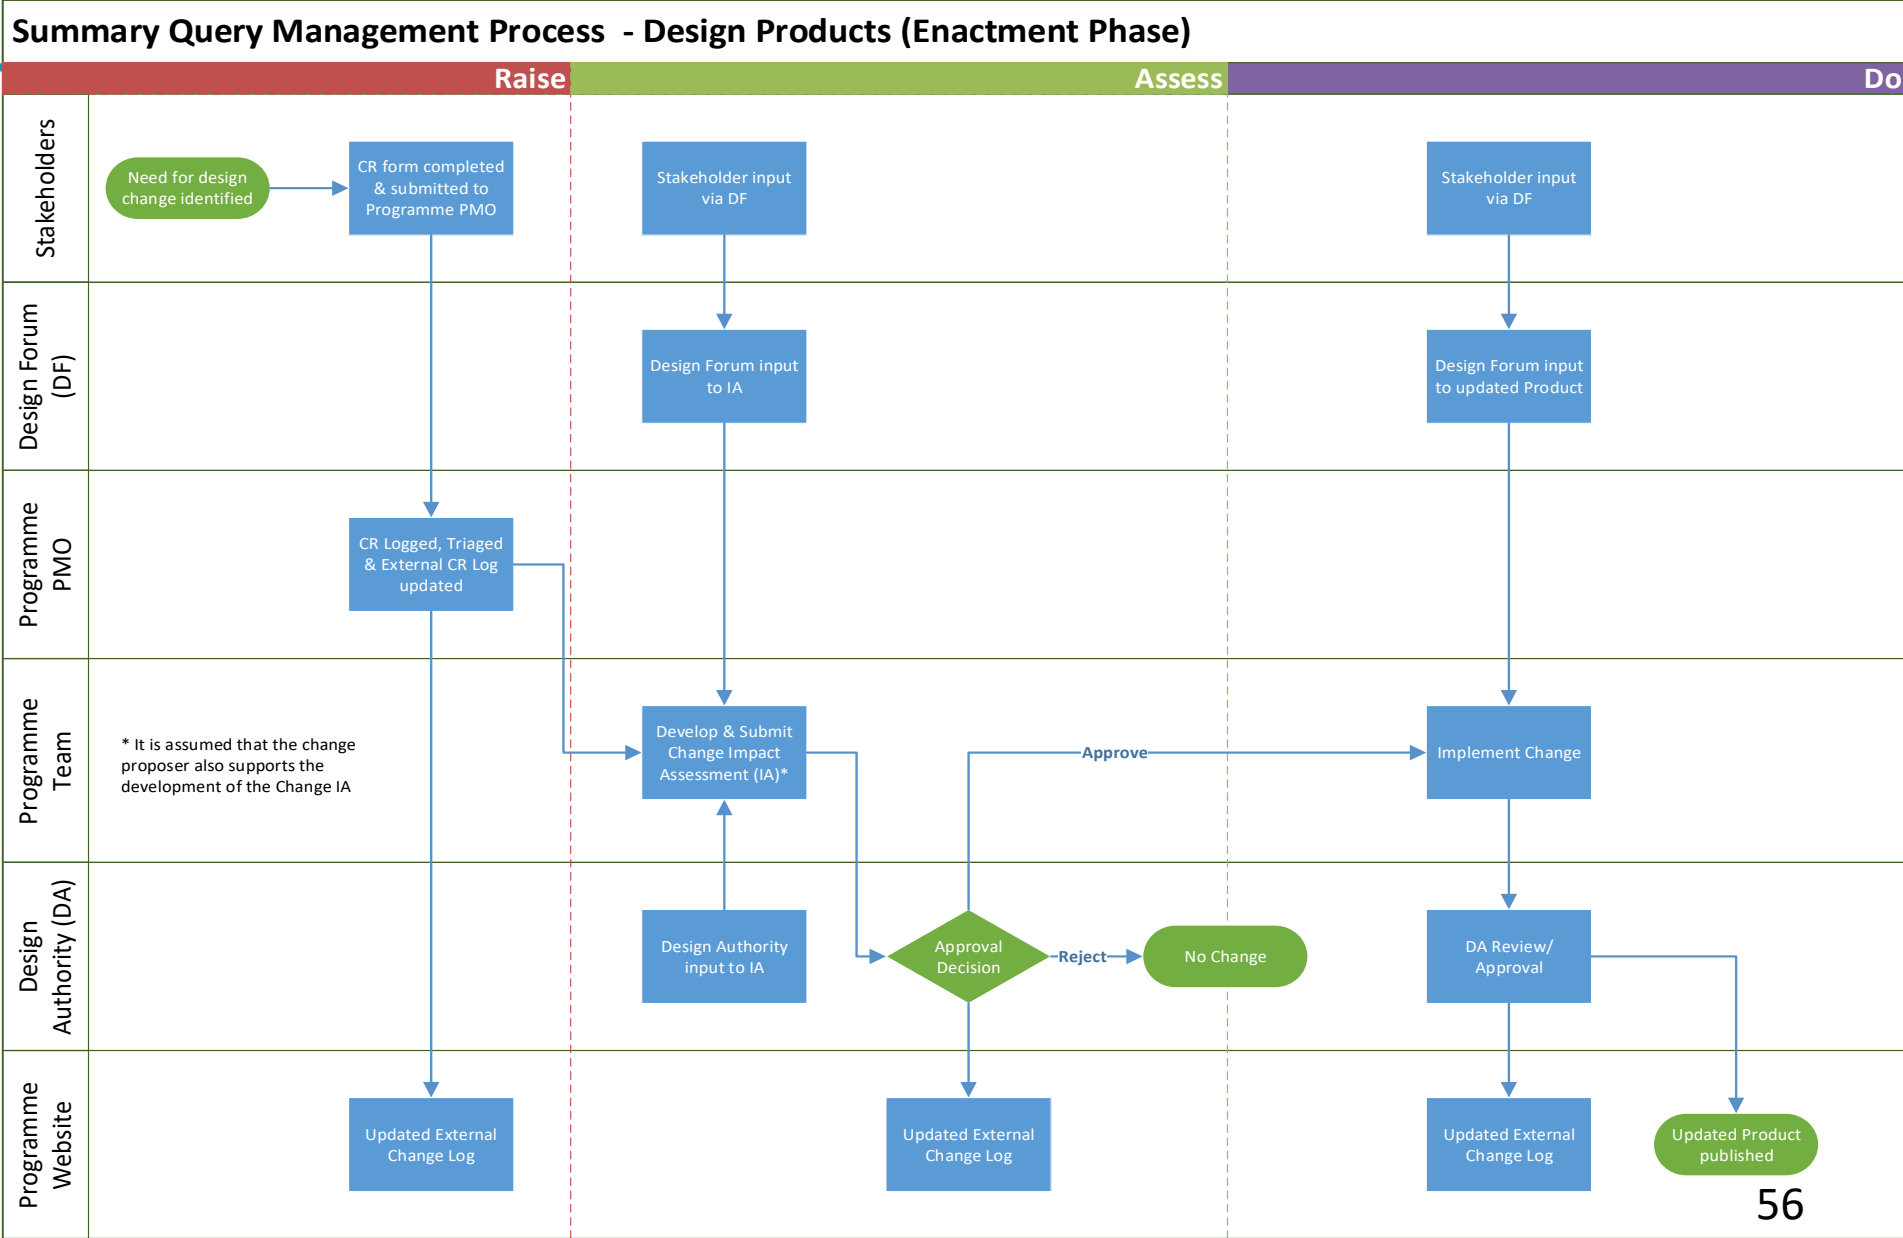 Summary Query Management Process - Design Products (Enactment Phase)
Raise
Assess
Do
Stakeholders
Need for design
change identified
CR form completed
& submitted to
Programme PMO
Stakeholder input
via DF
Stakeholder input
via DF
Design Forum
(DF)
Design Forum input
to IA
Design Forum input
to updated Product
Programme
PMO
CR Logged, Triaged
& External CR Log
updated
Programme
Team
* It is assumed that the change
proposer also supports the
development of the Change IA
Develop & Submit
Change Impact
Assessment (IA)*
Approve
Implement Change
Design
Authority (DA)
Design Authority
input to IA
Approval
Decision
Reject
No Change
DA Review/
Approval
Programme
Website
Updated External
Change Log
Updated External
Change Log
Updated External
Change Log
Updated Product
published
56